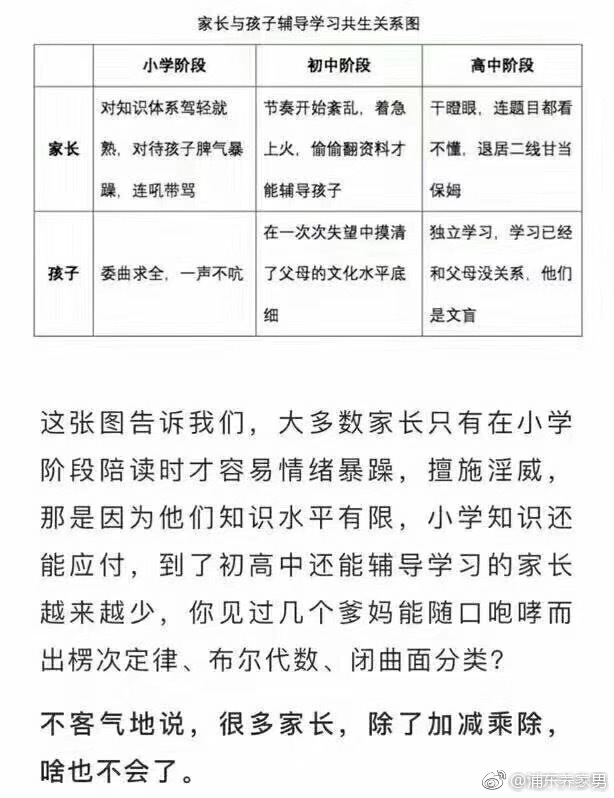 家长与孩子辅导学习共生关系图
小学阶段
初中阶段
高中阶段
家长
对知识体系驾轻就
熟，对待孩子脾气暴
躁，连吼带骂
节奏开始紊乱，着急
上火，偷偷翻资料才
能辅导孩子
干瞪眼，连题目都看
不懂，退居二线甘当
保姆
孩子
委曲求全，一声不吭
在一次次失望中摸清
了父母的文化水平底
细
独立学习，学习已经
和父母没关系，他们
是文盲
这张图告诉我们，大多数家长只有在小学
阶段陪读时才容易情绪暴躁，擅施淫威，
那是因为他们知识水平有限，小学知识还
能应付，到了初高中还能辅导学习的家长
越来越少，你见过几个爹妈能随口咆哮而
出楞次定律、布尔代数、闭曲面分类？
不客气地说，很多家长，除了加减乘除，
啥也不会了。
@浦东养家男